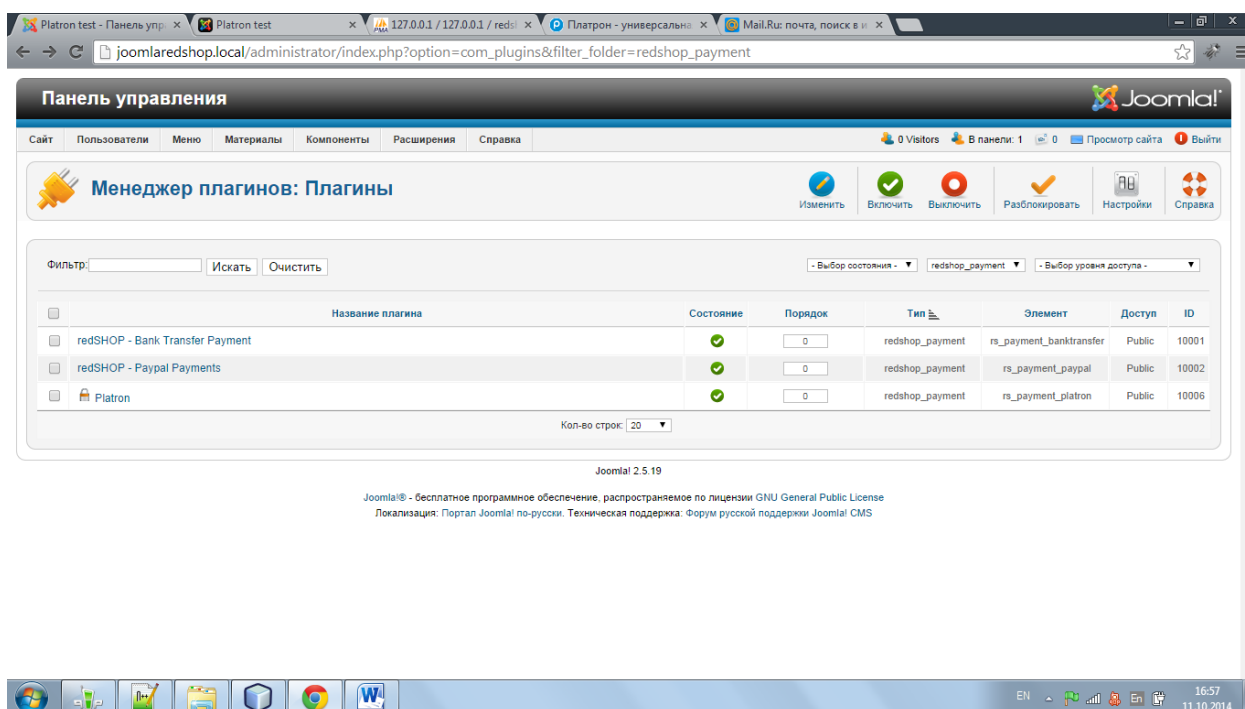 Platron test - Панель упр
Platron test
127.0.0.1 / 127.0.0.1 / reds
Платрон - универсальна
Mail.Ru: почта, поиск в и
joomlaredshop.local/administrator/index.php?option=com_plugins&filter_folder=redshop_payment
Панель управления
Joomla!
Сайт Пользователи Меню Материалы Компоненты Расширения Справка
0 Visitors В панели: 1 0 Просмотр сайта Выйти
Менеджер плагинов: Плагины
Изменить Включить Выключить Разблокировать Настройки Справка
Фильтр: Искать Очистить
- Выбор состояния - redshop_payment - Выбор уровня доступа -
Название плагина Состояние Порядок Тип Элемент Доступ ID
redSHOP - Bank Transfer Payment 0 redshop_payment rs_payment_banktransfer Public 10001
redSHOP - Paypal Payments 0 redshop_payment rs_payment_paypal Public 10002
Platron 0 redshop_payment rs_payment_platron Public 10006
Кол-во строк: 20
Joomla! 2.5.19
Joomla!® - бесплатное программное обеспечение, распространяемое по лицензии GNU General Public License
Локализация: Портал Joomla! по-русски. Техническая поддержка: Форум русской поддержки Joomla! CMS
EN En 16:57
11.10.2014